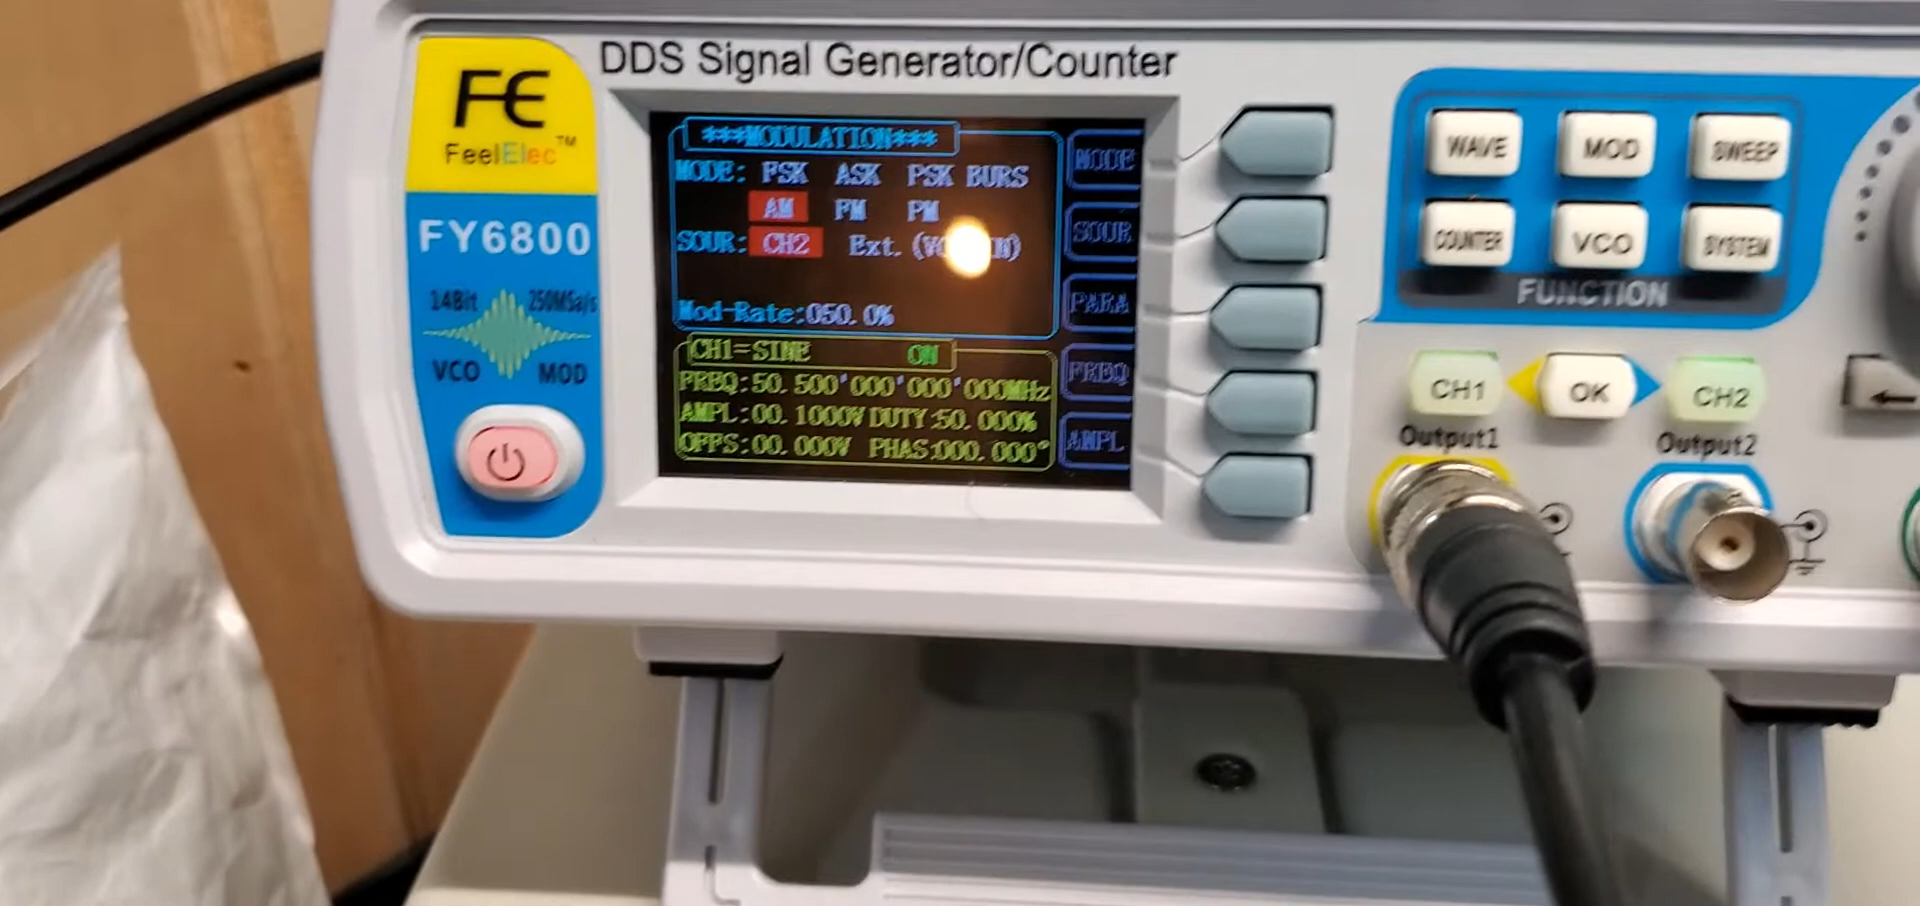 DDS Signal Generator/Counter
FE
FeelElec™
FY6800
14Bit 250MSa/s
VCO MOD
***MODULATION***
MODE: FSK ASK PSK BURS
AM FM PM
SOUR: CH2 Ext.
Mod-Rate:050.0%
CH1=SINE ON
FREQ:50.500'000'000'000MHz
AMPL:00.1000V DUTY:50.000%
OFFS:00.000V PHAS:000.000°
MODE
SOUR
PARA
FREQ
AMPL
WAVE MOD SWEEP
COUNTER VCO SYSTEM
FUNCTION
CH1 OK CH2
Output1 Output2